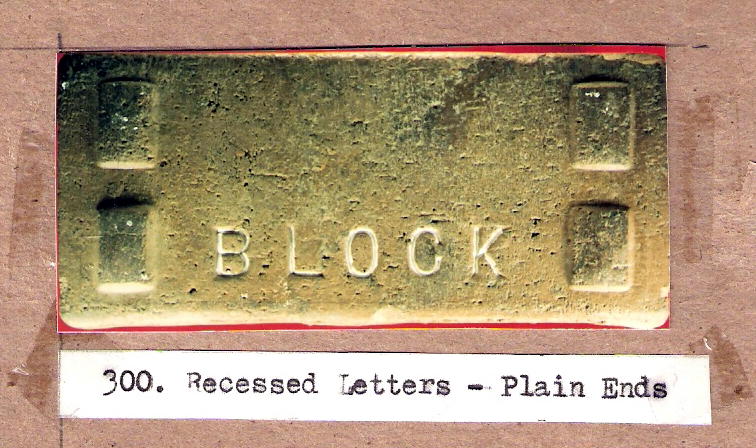 BLOCK
300. Recessed Letters - Plain Ends